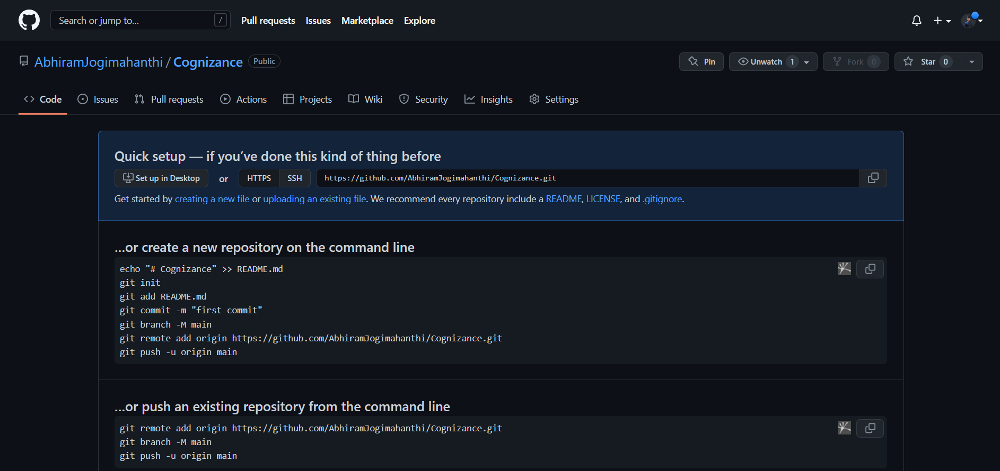 Search or jump to... / Pull requests Issues Marketplace Explore
AbhiramJogimahanthi / Cognizance Public Pin Unwatch 1 Fork 0 Star 0
Code Issues Pull requests Actions Projects Wiki Security Insights Settings
Quick setup — if you’ve done this kind of thing before
Set up in Desktop or HTTPS SSH https://github.com/AbhiramJogimahanthi/Cognizance.git
Get started by creating a new file or uploading an existing file. We recommend every repository include a README, LICENSE, and .gitignore.
…or create a new repository on the command line
echo "# Cognizance" >> README.md
git init
git add README.md
git commit -m "first commit"
git branch -M main
git remote add origin https://github.com/AbhiramJogimahanthi/Cognizance.git
git push -u origin main
…or push an existing repository from the command line
git remote add origin https://github.com/AbhiramJogimahanthi/Cognizance.git
git branch -M main
git push -u origin main